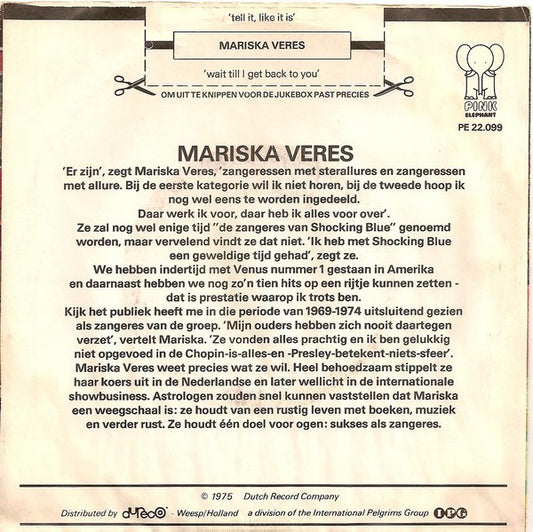 'tell it, like it is'
MARISKA VERES
'wait till I get back to you'
OM UIT TE KNIPPEN VOOR DE JUKEBOX PAST PRECIES
PINK
ELEPHANT
PE 22.099
MARISKA VERES
'Er zijn', zegt Mariska Veres, 'zangeressen met sterallures en zangeressen
met allure. Bij de eerste kategorie wil ik niet horen, bij de tweede hoop ik
nog wel eens te worden ingedeeld.
Daar werk ik voor, daar heb ik alles voor over'.
Ze zal nog wel enige tijd "de zangeres van Shocking Blue" genoemd
worden, maar vervelend vindt ze dat niet. 'Ik heb met Shocking Blue
een geweldige tijd gehad', zegt ze.
We hebben indertijd met Venus nummer 1 gestaan in Amerika
en daarnaast hebben we nog zo'n tien hits op een rijtje kunnen zetten -
dat is prestatie waarop ik trots ben.
Kijk het publiek heeft me in die periode van 1969-1974 uitsluitend gezien
als zangeres van de groep. 'Mijn ouders hebben zich nooit daartegen
verzet', vertelt Mariska. 'Ze vonden alles prachtig en ik ben gelukkig
niet opgevoed in de Chopin-is-alles-en -Presley-betekent-niets-sfeer'.
Mariska Veres weet precies wat ze wil. Heel behoedzaam stippelt ze
haar koers uit in de Nederlandse en later wellicht in de internationale
showbusiness. Astrologen zouden snel kunnen vaststellen dat Mariska
een weegschaal is: ze houdt van een rustig leven met boeken, muziek
en verder rust. Ze houdt één doel voor ogen: sukses als zangeres.
© 1975 Dutch Record Company
Distributed by dureco - Weesp/Holland a division of the International Pelgrims Group IPG